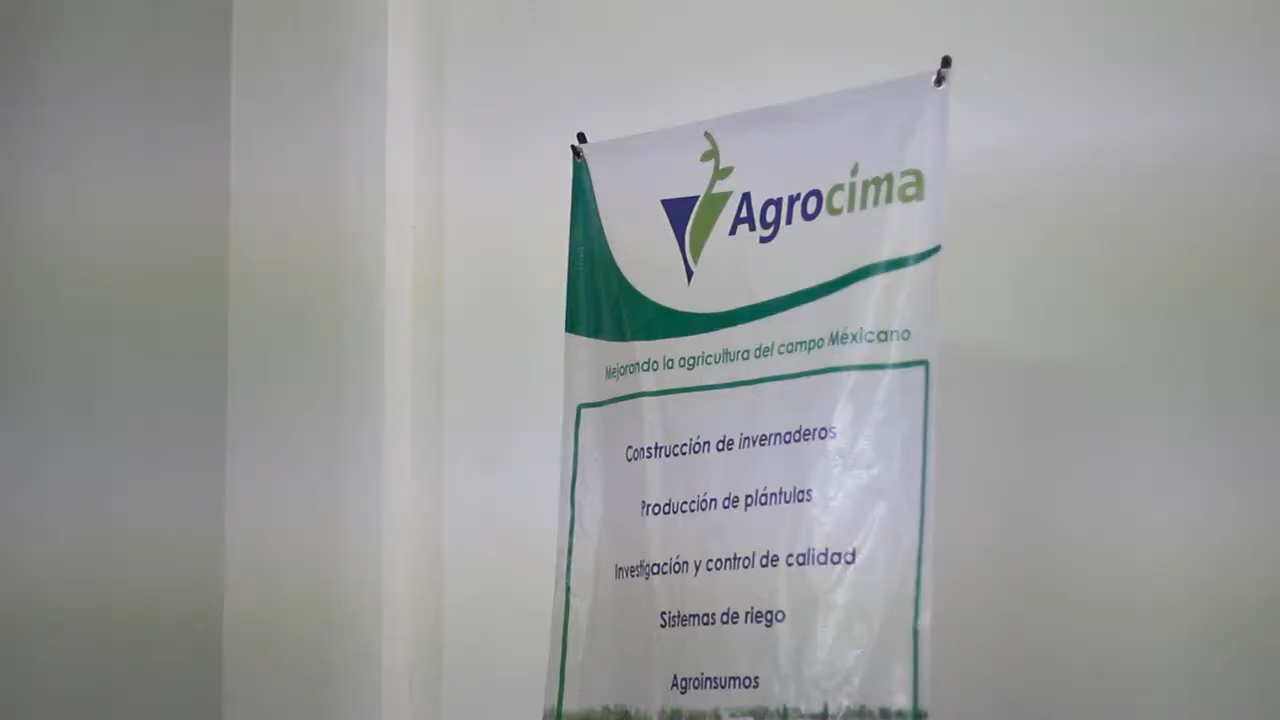 Agrocima
Mejorando la agricultura del campo Méxicano
Construcción de invernaderos
Producción de plántulas
Investigación y control de calidad
Sistemas de riego
Agroinsumos